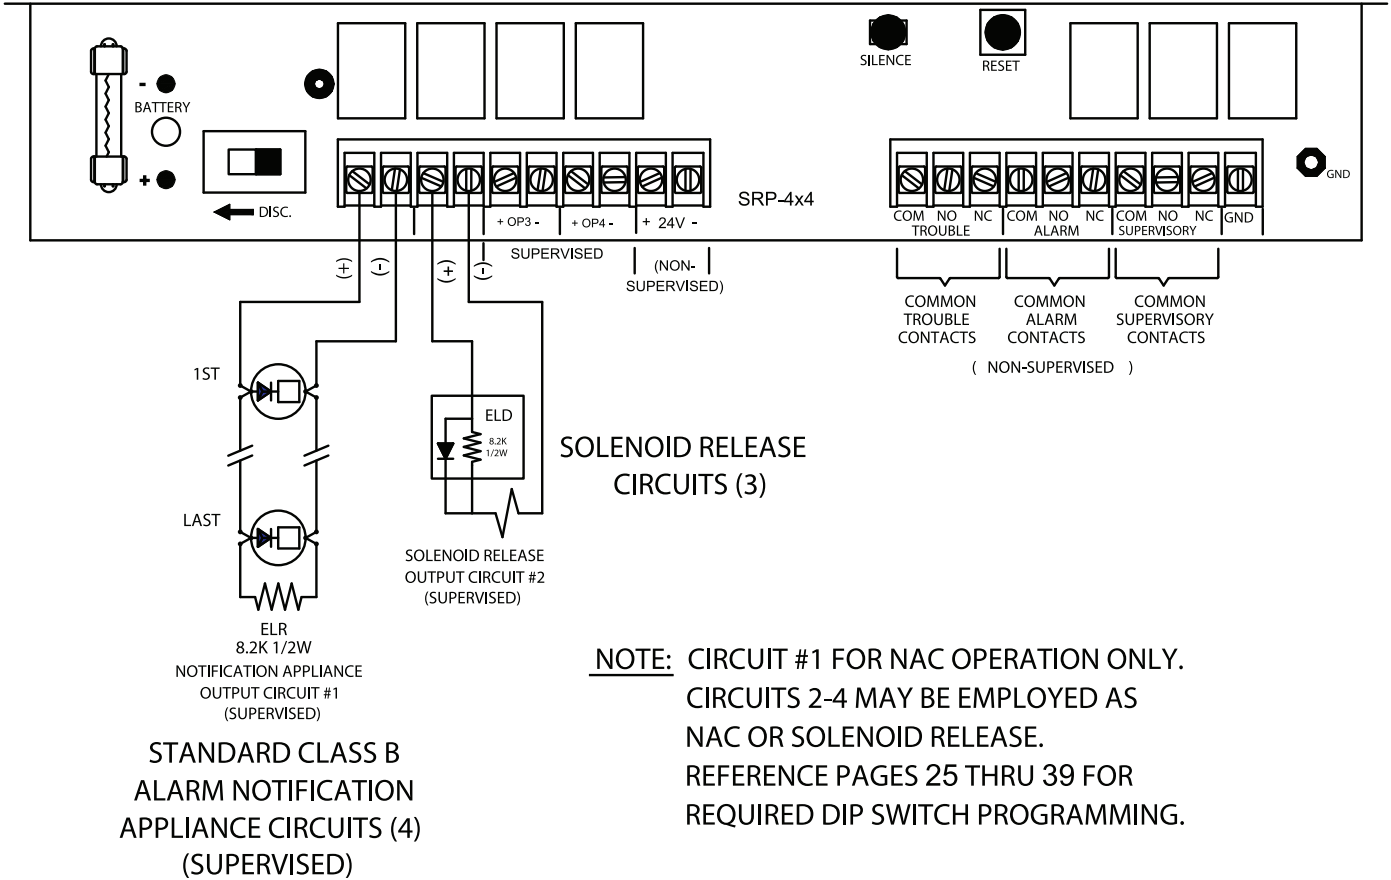 SILENCE
RESET
-
BATTERY
+
DISC.
SRP-4x4
GND
+ OP3 -
+ OP4 -
+ 24V -
SUPERVISED
(NON-
SUPERVISED)
COM NO NC COM NO NC COM NO NC GND
TROUBLE ALARM SUPERVISORY
(+) (-) (+) (-)
COMMON
TROUBLE
CONTACTS
COMMON
ALARM
CONTACTS
COMMON
SUPERVISORY
CONTACTS
( NON-SUPERVISED )
1ST
LAST
ELR
8.2K 1/2W
NOTIFICATION APPLIANCE
OUTPUT CIRCUIT #1
(SUPERVISED)
STANDARD CLASS B
ALARM NOTIFICATION
APPLIANCE CIRCUITS (4)
(SUPERVISED)
ELD
8.2K
1/2W
SOLENOID RELEASE
OUTPUT CIRCUIT #2
(SUPERVISED)
SOLENOID RELEASE
CIRCUITS (3)
NOTE: CIRCUIT #1 FOR NAC OPERATION ONLY.
CIRCUITS 2-4 MAY BE EMPLOYED AS
NAC OR SOLENOID RELEASE.
REFERENCE PAGES 25 THRU 39 FOR
REQUIRED DIP SWITCH PROGRAMMING.